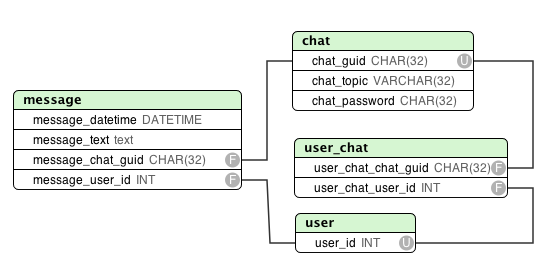 chat
chat_guid CHAR(32) U
chat_topic VARCHAR(32)
chat_password CHAR(32)
message
message_datetime DATETIME
message_text text
message_chat_guid CHAR(32) F
message_user_id INT F
user_chat
user_chat_chat_guid CHAR(32) F
user_chat_user_id INT F
user
user_id INT U